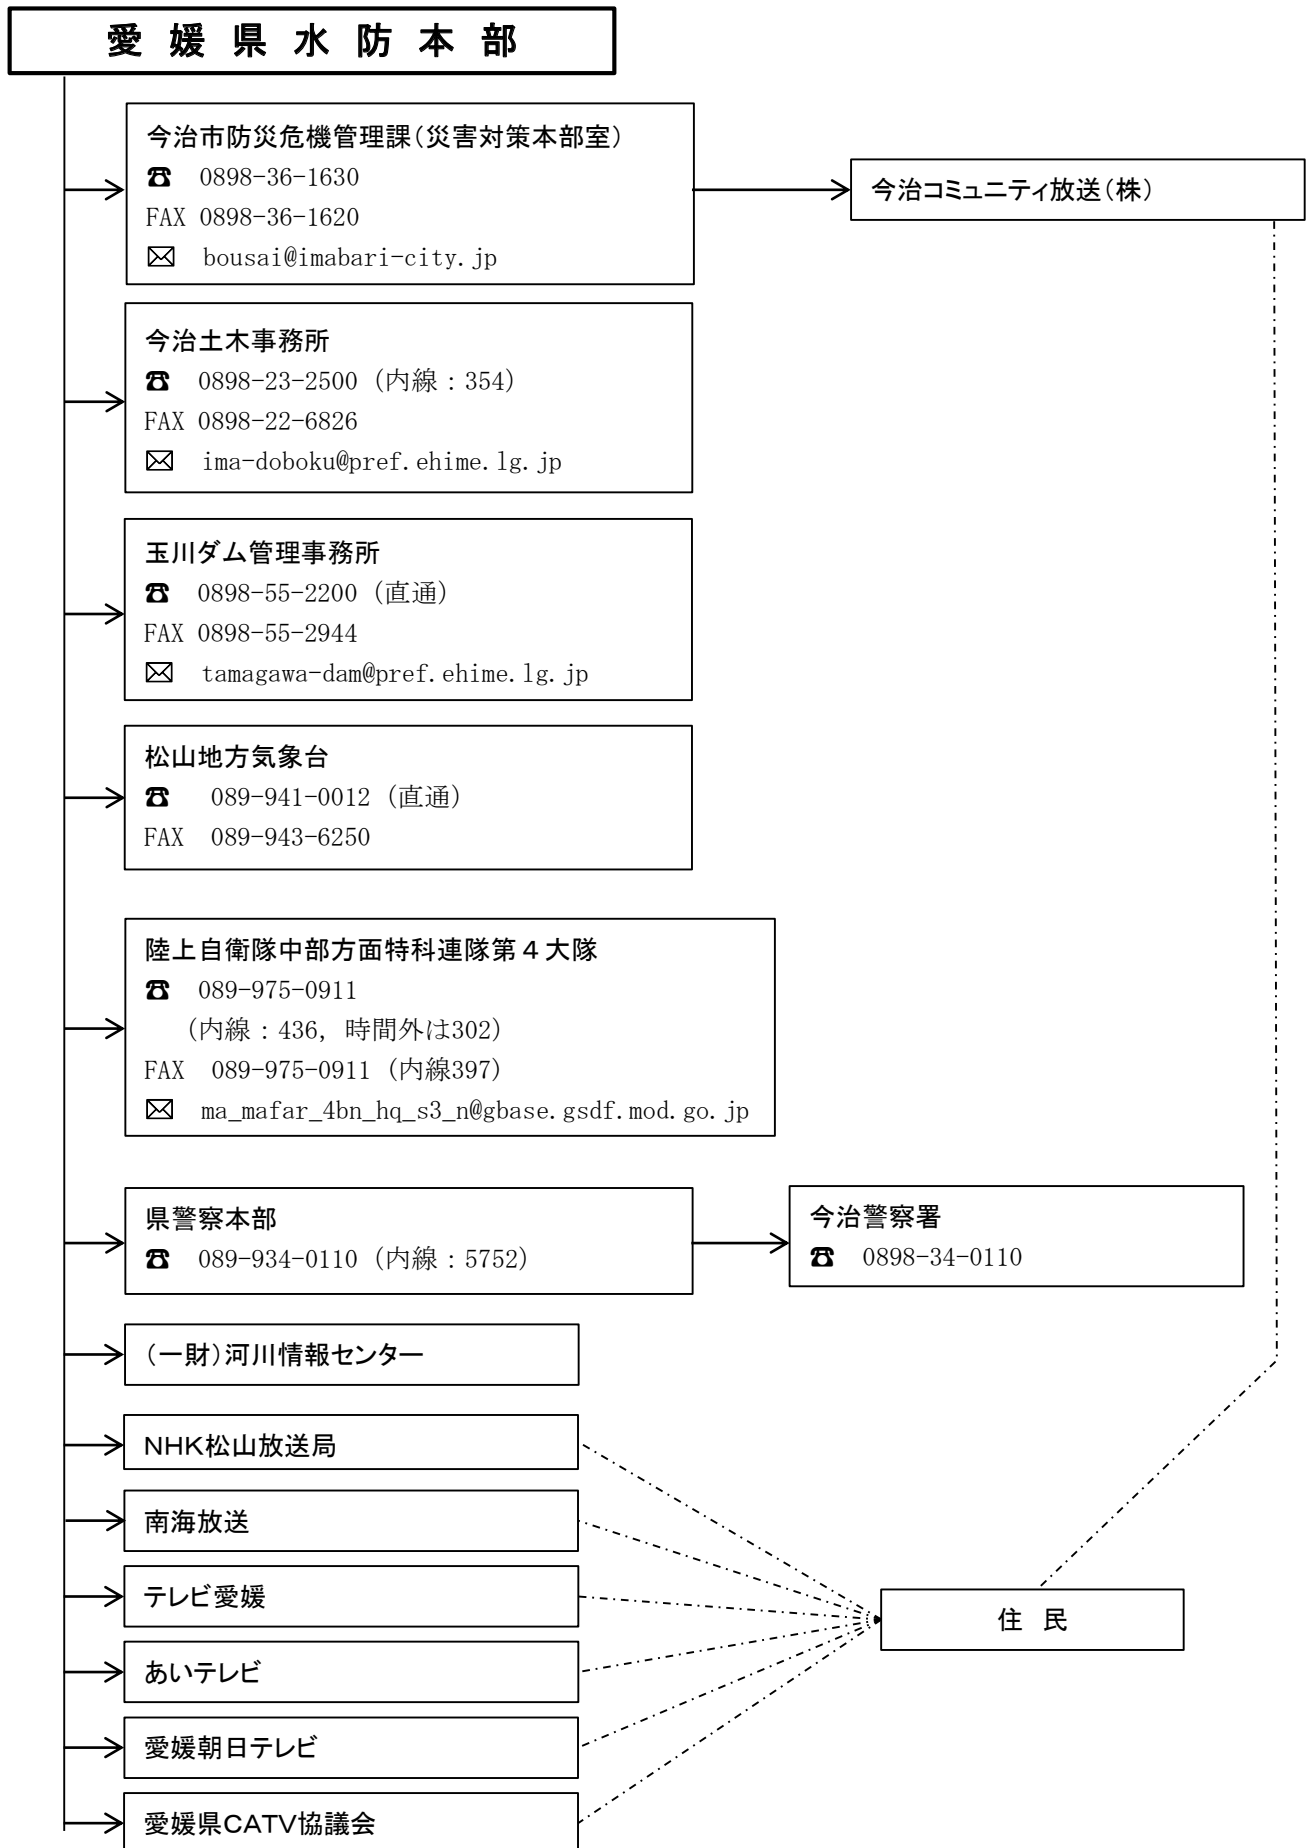 愛媛県水防本部
今治市防災危機管理課(災害対策本部室)
☎ 0898-36-1630
FAX 0898-36-1620
✉ bousai@imabari-city.jp
今治コミュニティ放送(株)
今治土木事務所
☎ 0898-23-2500 (内線:354)
FAX 0898-22-6826
✉ ima-doboku@pref.ehime.lg.jp
玉川ダム管理事務所
☎ 0898-55-2200 (直通)
FAX 0898-55-2944
✉ tamagawa-dam@pref.ehime.lg.jp
松山地方気象台
☎ 089-941-0012 (直通)
FAX 089-943-6250
陸上自衛隊中部方面特科連隊第4大隊
☎ 089-975-0911
(内線:436, 時間外は302)
FAX 089-975-0911 (内線397)
✉ ma_mafar_4bn_hq_s3_n@gbase.gsdf.mod.go.jp
県警察本部
☎ 089-934-0110 (内線:5752)
今治警察署
☎ 0898-34-0110
(一財)河川情報センター
NHK松山放送局
南海放送
テレビ愛媛
住 民
あいテレビ
愛媛朝日テレビ
愛媛県CATV協議会